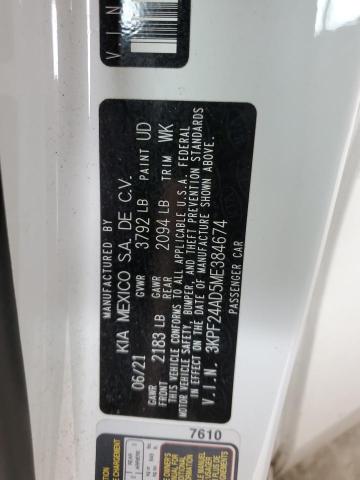 V I N
MANUFACTURED BY
KIA MEXICO S.A. DE C.V.
06/21 GVWR 3792 LB PAINT UD
GAWR FRONT 2183 LB GAWR REAR 2094 LB TRIM WK
THIS VEHICLE CONFORMS TO ALL APPLICABLE U.S.A. FEDERAL
MOTOR VEHICLE SAFETY, BUMPER, AND THEFT PREVENTION STANDARDS
IN EFFECT ON THE DATE OF MANUFACTURE SHOWN ABOVE.
V.I.N. 3KPF24AD5ME384674
PASSENGER CAR
7610